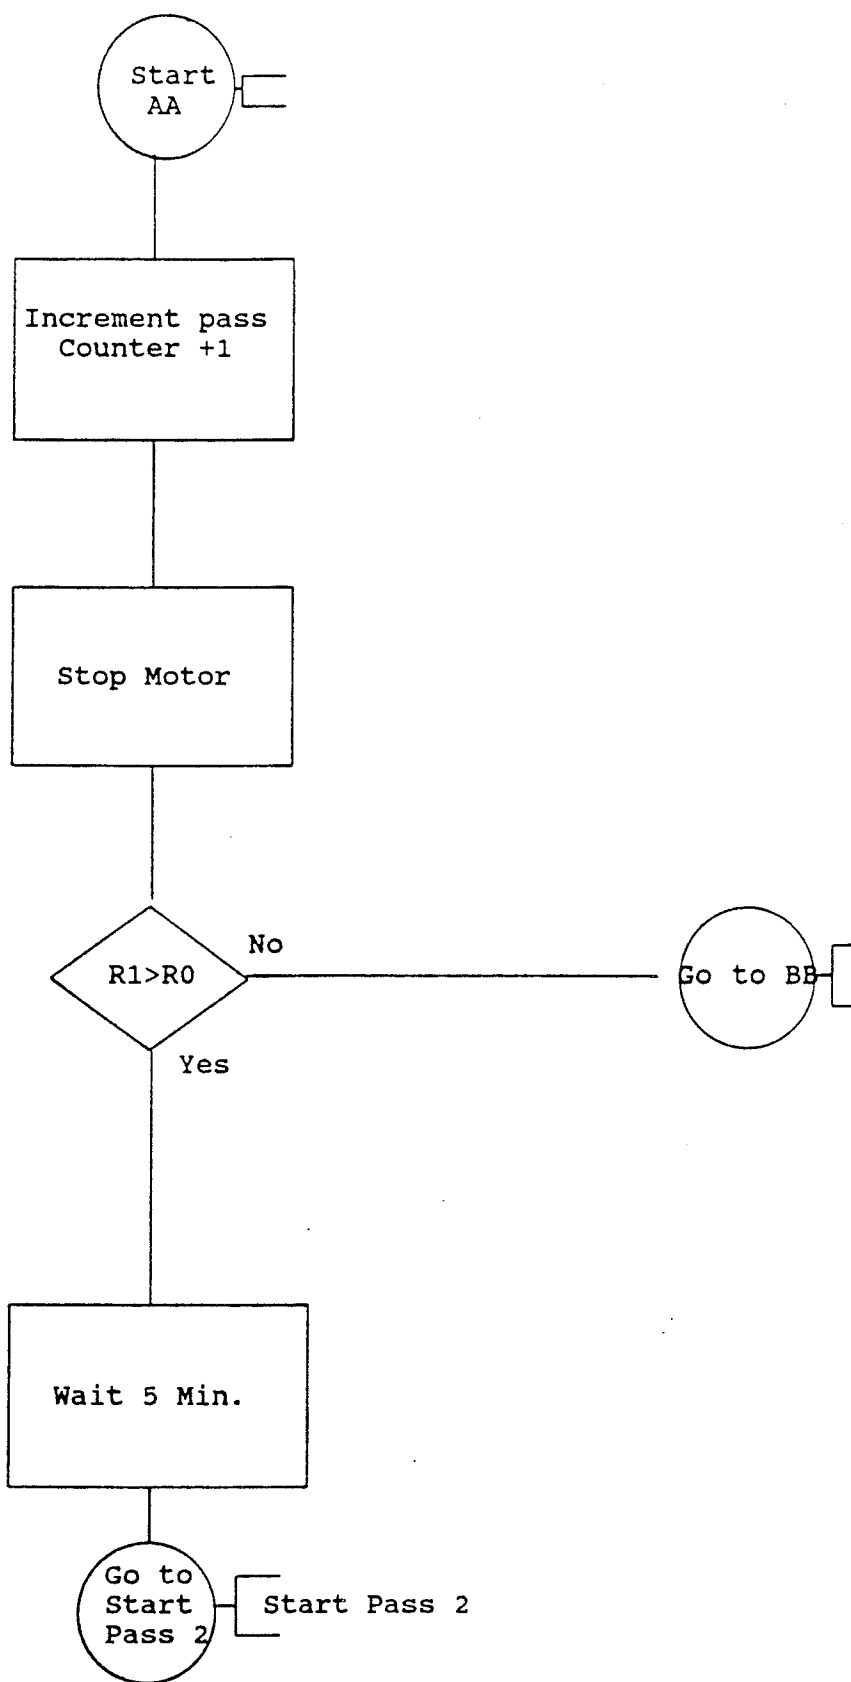 Start
AA
Increment pass
Counter +1
Stop Motor
R1>R0
No
Go to BB
Yes
Wait 5 Min.
Go to
Start
Pass 2
Start Pass 2